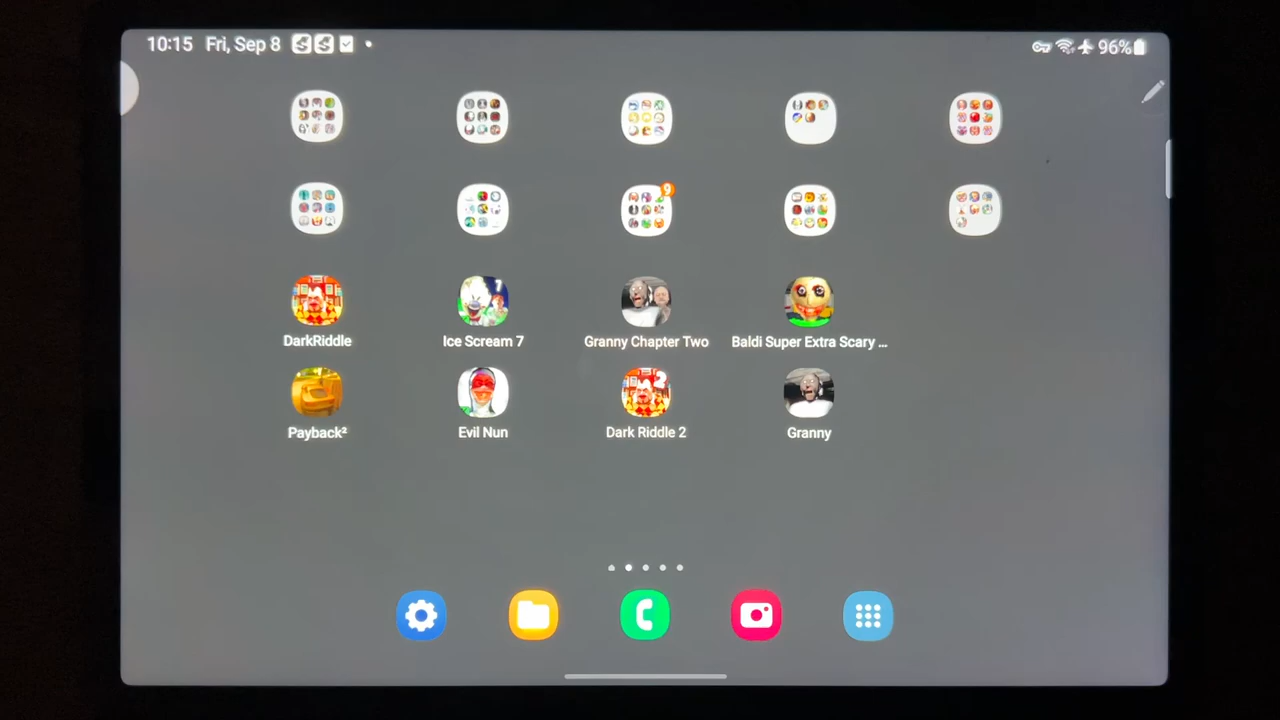 10:15 Fri, Sep 8 96%
9
DarkRiddle Ice Scream 7 Granny Chapter Two Baldi Super Extra Scary ...
Payback² Evil Nun Dark Riddle 2 Granny